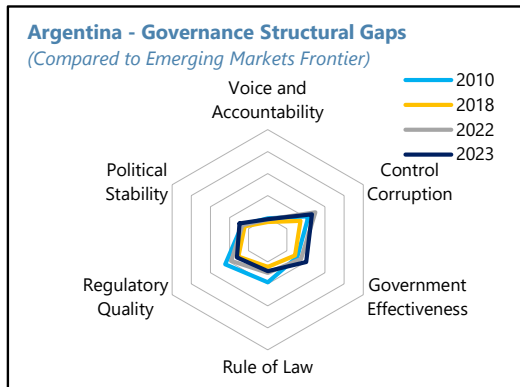 Argentina - Governance Structural Gaps
(Compared to Emerging Markets Frontier)
2010
2018
2022
2023
Voice and
Accountability
Control
Corruption
Government
Effectiveness
Rule of Law
Regulatory
Quality
Political
Stability